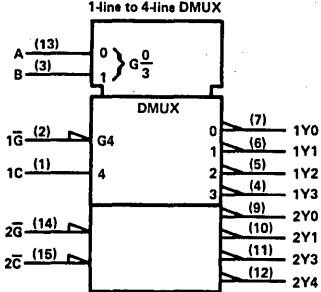 1-line to 4-line DMUX
A (13) 0 } G 0/3
B (3) 1
DMUX
1G̅ (2) G4
1C (1) 4
0 (7) 1Y0
1 (6) 1Y1
2 (5) 1Y2
3 (4) 1Y3
2G̅ (14)
2C̅ (15)
(9) 2Y0
(10) 2Y1
(11) 2Y3
(12) 2Y4